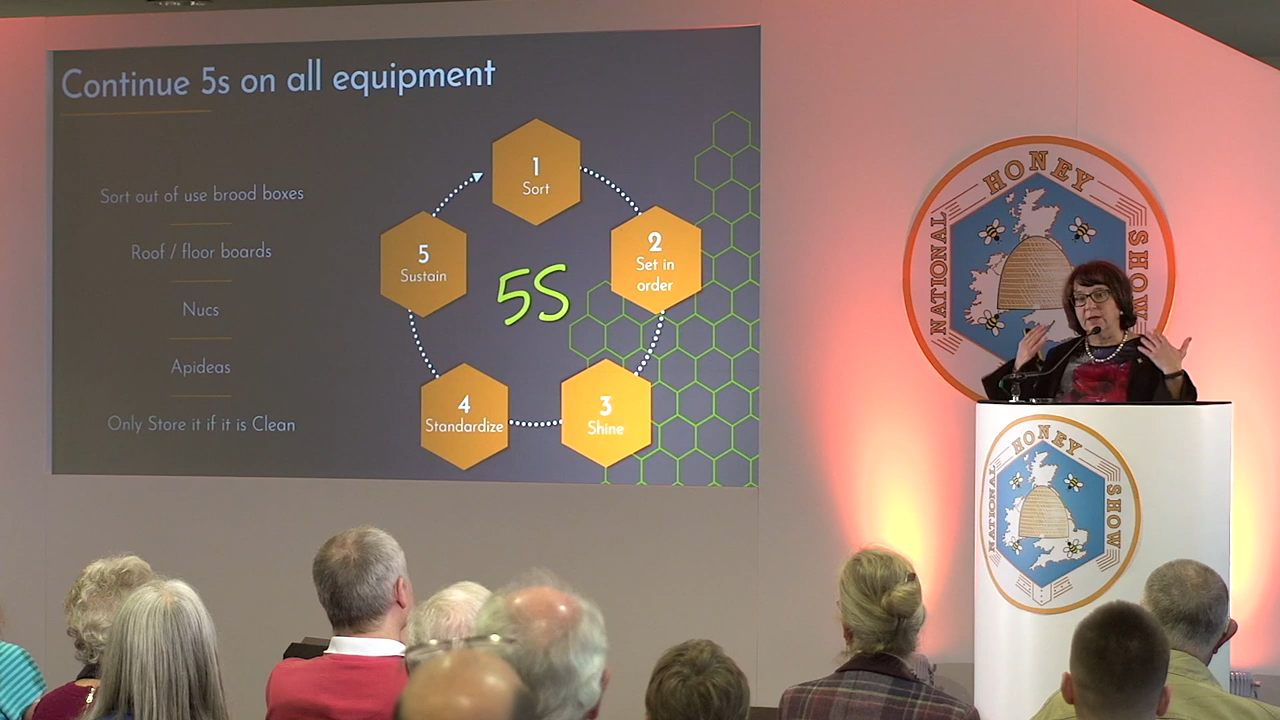 Continue 5s on all equipment
Sort out of use brood boxes
Roof / floor boards
Nucs
Apideas
Only Store it if it is Clean
1
Sort
2
Set in
order
3
Shine
4
Standardize
5
Sustain
5S
NATIONAL
HONEY
SHOW
NATIONAL
HONEY
SHOW